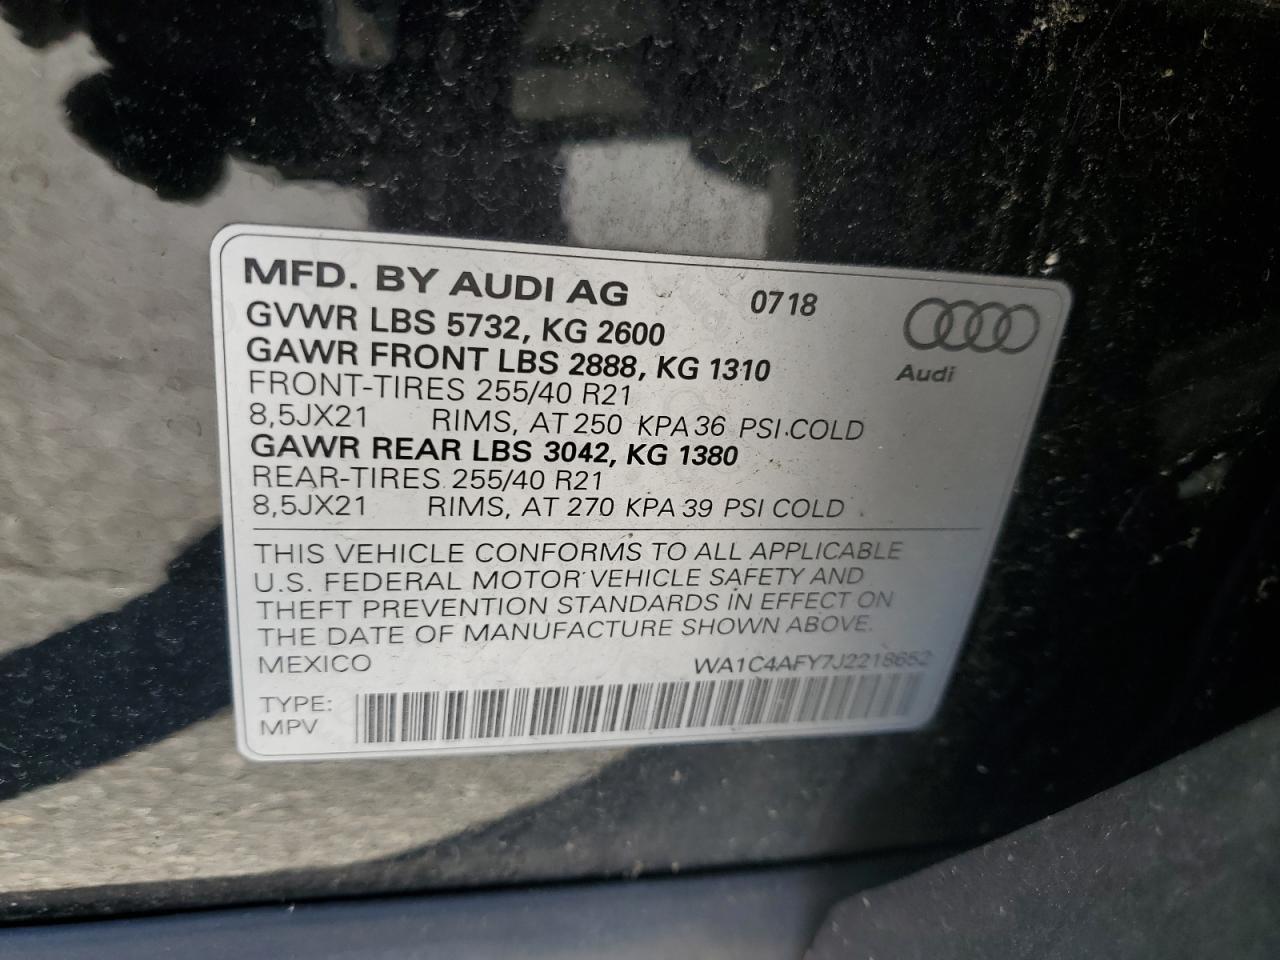 MFD. BY AUDI AG 0718
GVWR LBS 5732, KG 2600
GAWR FRONT LBS 2888, KG 1310
Audi
FRONT-TIRES 255/40 R21
8,5JX21 RIMS, AT 250 KPA 36 PSI COLD
GAWR REAR LBS 3042, KG 1380
REAR-TIRES 255/40 R21
8,5JX21 RIMS, AT 270 KPA 39 PSI COLD
THIS VEHICLE CONFORMS TO ALL APPLICABLE
U.S. FEDERAL MOTOR VEHICLE SAFETY AND
THEFT PREVENTION STANDARDS IN EFFECT ON
THE DATE OF MANUFACTURE SHOWN ABOVE.
MEXICO WA1C4AFY7J2218652
TYPE:
MPV